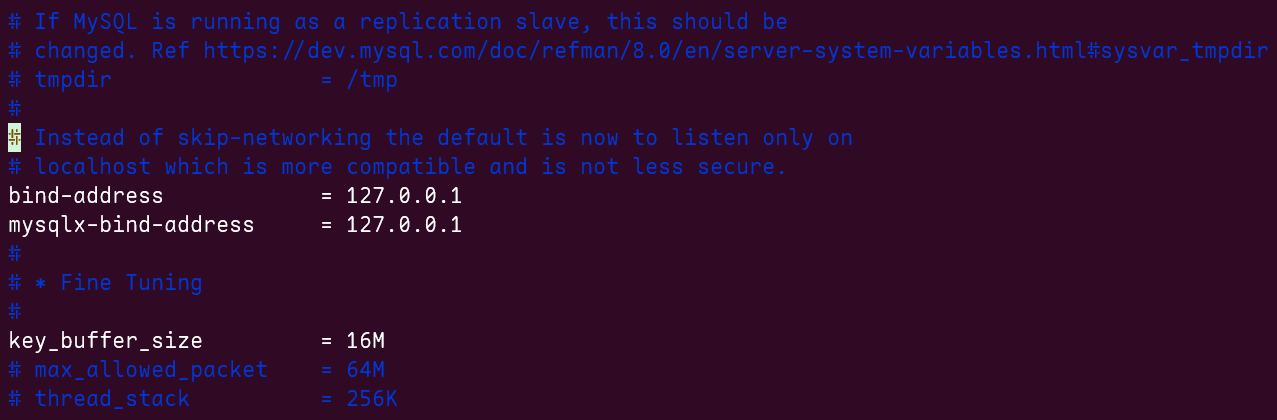 # If MySQL is running as a replication slave, this should be
# changed. Ref https://dev.mysql.com/doc/refman/8.0/en/server-system-variables.html#sysvar_tmpdir
# tmpdir                = /tmp
#
# Instead of skip-networking the default is now to listen only on
# localhost which is more compatible and is not less secure.
bind-address            = 127.0.0.1
mysqlx-bind-address     = 127.0.0.1
#
# * Fine Tuning
#
key_buffer_size         = 16M
# max_allowed_packet    = 64M
# thread_stack          = 256K